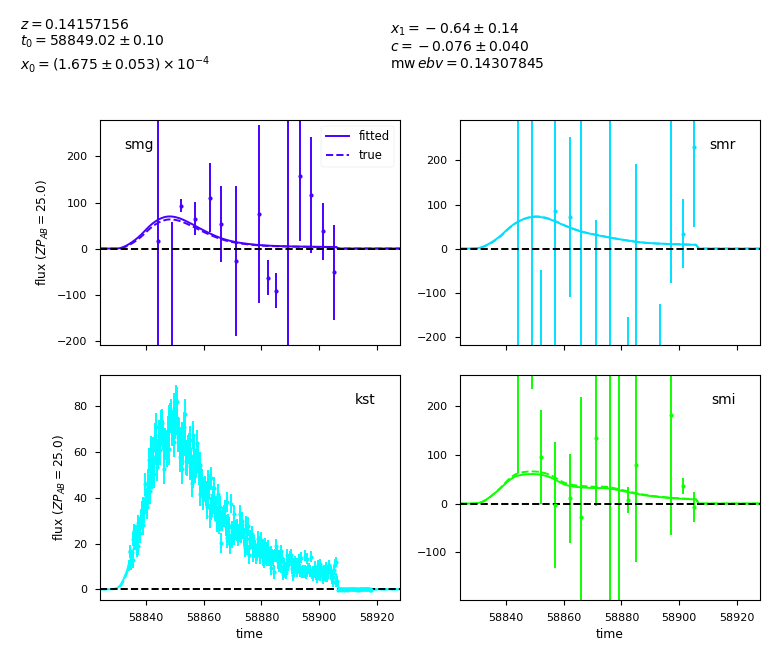 z = 0.14157156
t₀ = 58849.02 ± 0.10
x₀ = (1.675 ± 0.053) × 10⁻⁴
x₁ = −0.64 ± 0.14
c = −0.076 ± 0.040
mw ebv = 0.14307845
smg
fitted
true
200
100
0
−100
−200
flux (ZP_AB = 25.0)
smr
200
100
0
−100
−200
kst
80
60
40
20
0
flux (ZP_AB = 25.0)
58840 58860 58880 58900 58920
time
smi
200
100
0
−100
58840 58860 58880 58900 58920
time